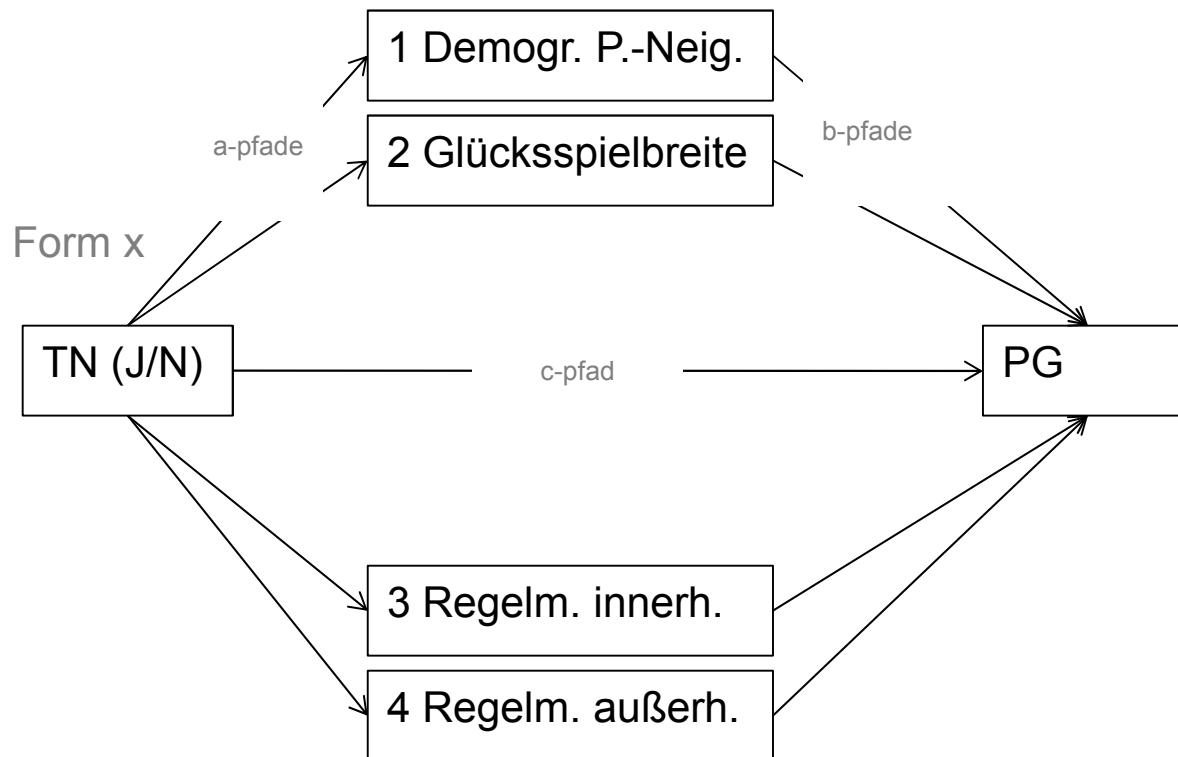 1 Demogr. P.-Neig.
a-pfade
b-pfade
2 Glücksspielbreite
Form x
TN (J/N)
c-pfad
PG
3 Regelm. innerh.
4 Regelm. außerh.